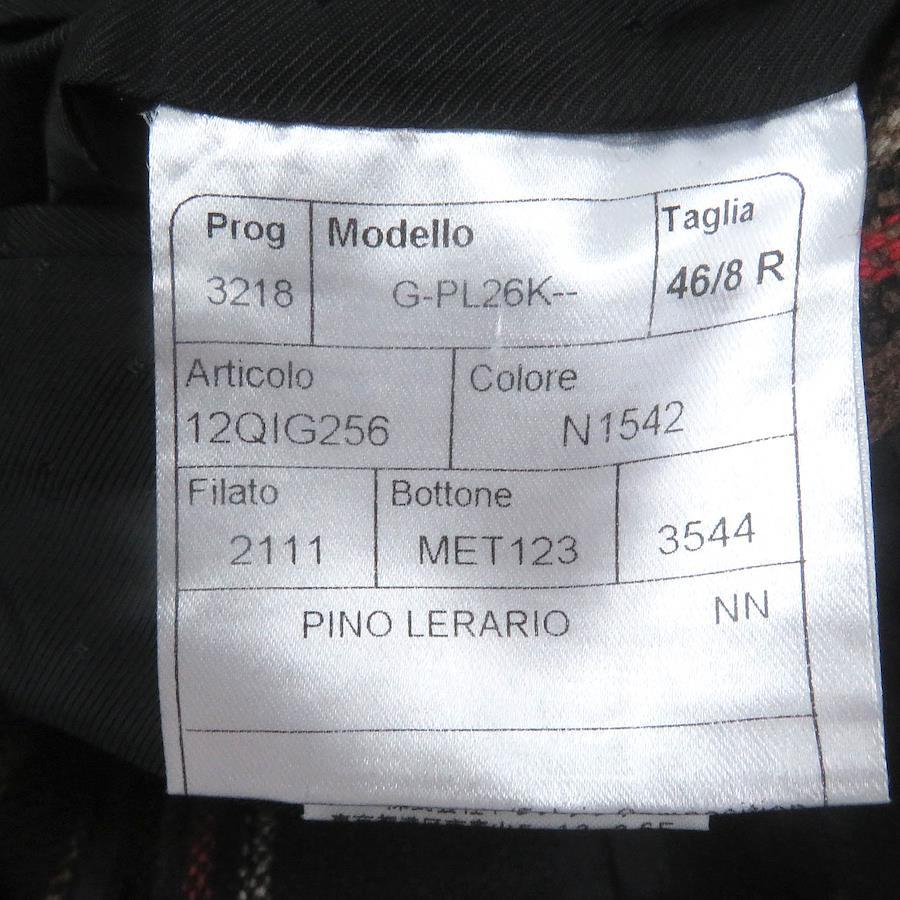 Prog Modello Taglia
3218 G-PL26K-- 46/8 R
Articolo Colore
12QIG256 N1542
Filato Bottone
2111 MET123 3544
PINO LERARIO NN